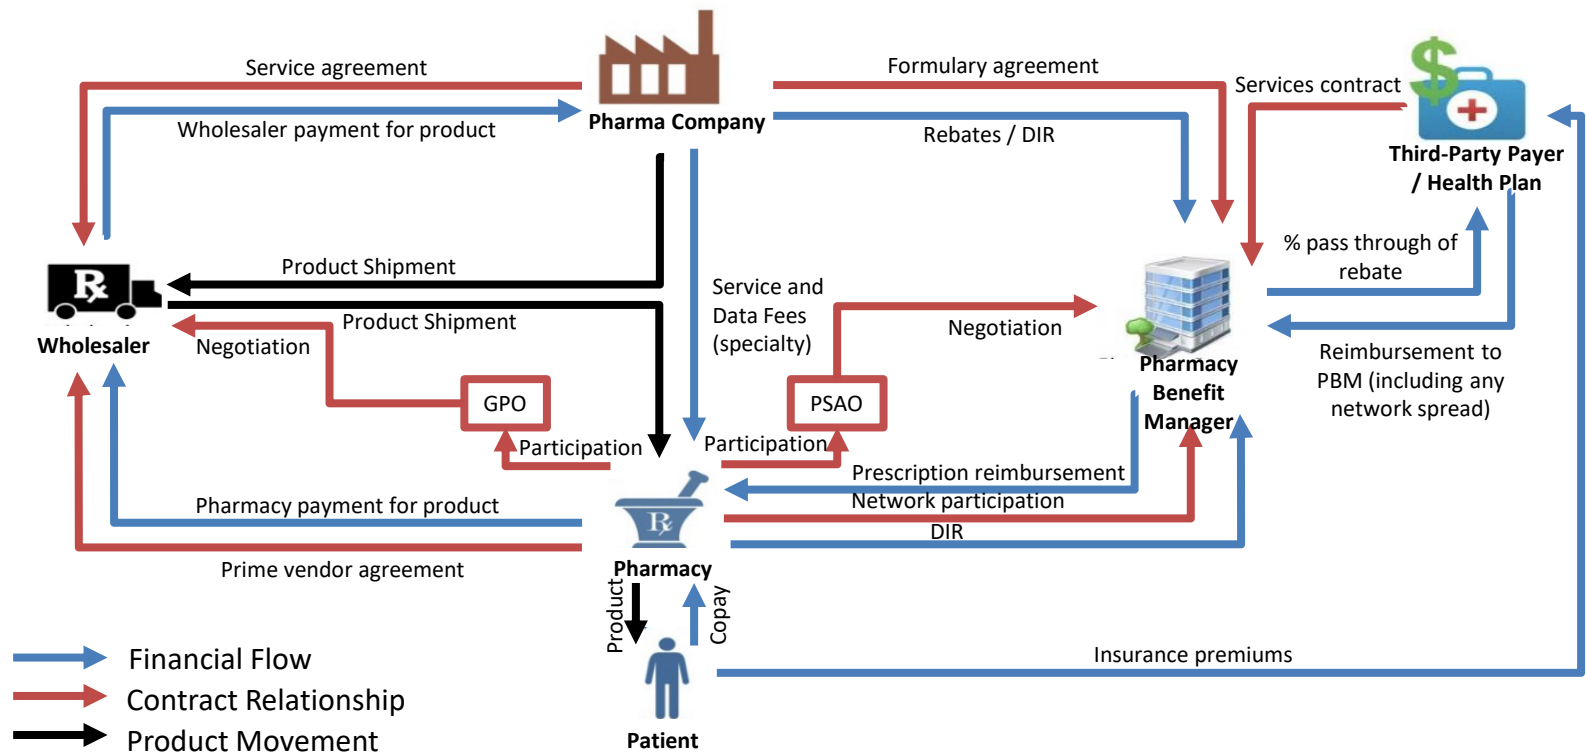 Service agreement
Formulary agreement
Services contract
Wholesaler payment for product
Pharma Company
Rebates / DIR
Third-Party Payer
/ Health Plan
Product Shipment
Product Shipment
Service and
Data Fees
(specialty)
% pass through of
rebate
Rx
Wholesaler
Negotiation
Negotiation
Pharmacy
Benefit
Manager
Reimbursement to
PBM (including any
network spread)
GPO
PSAO
Participation
Participation
Prescription reimbursement
Network participation
Pharmacy payment for product
Rx
DIR
Prime vendor agreement
Pharmacy
Product
Copay
Insurance premiums
Patient
Financial Flow
Contract Relationship
Product Movement